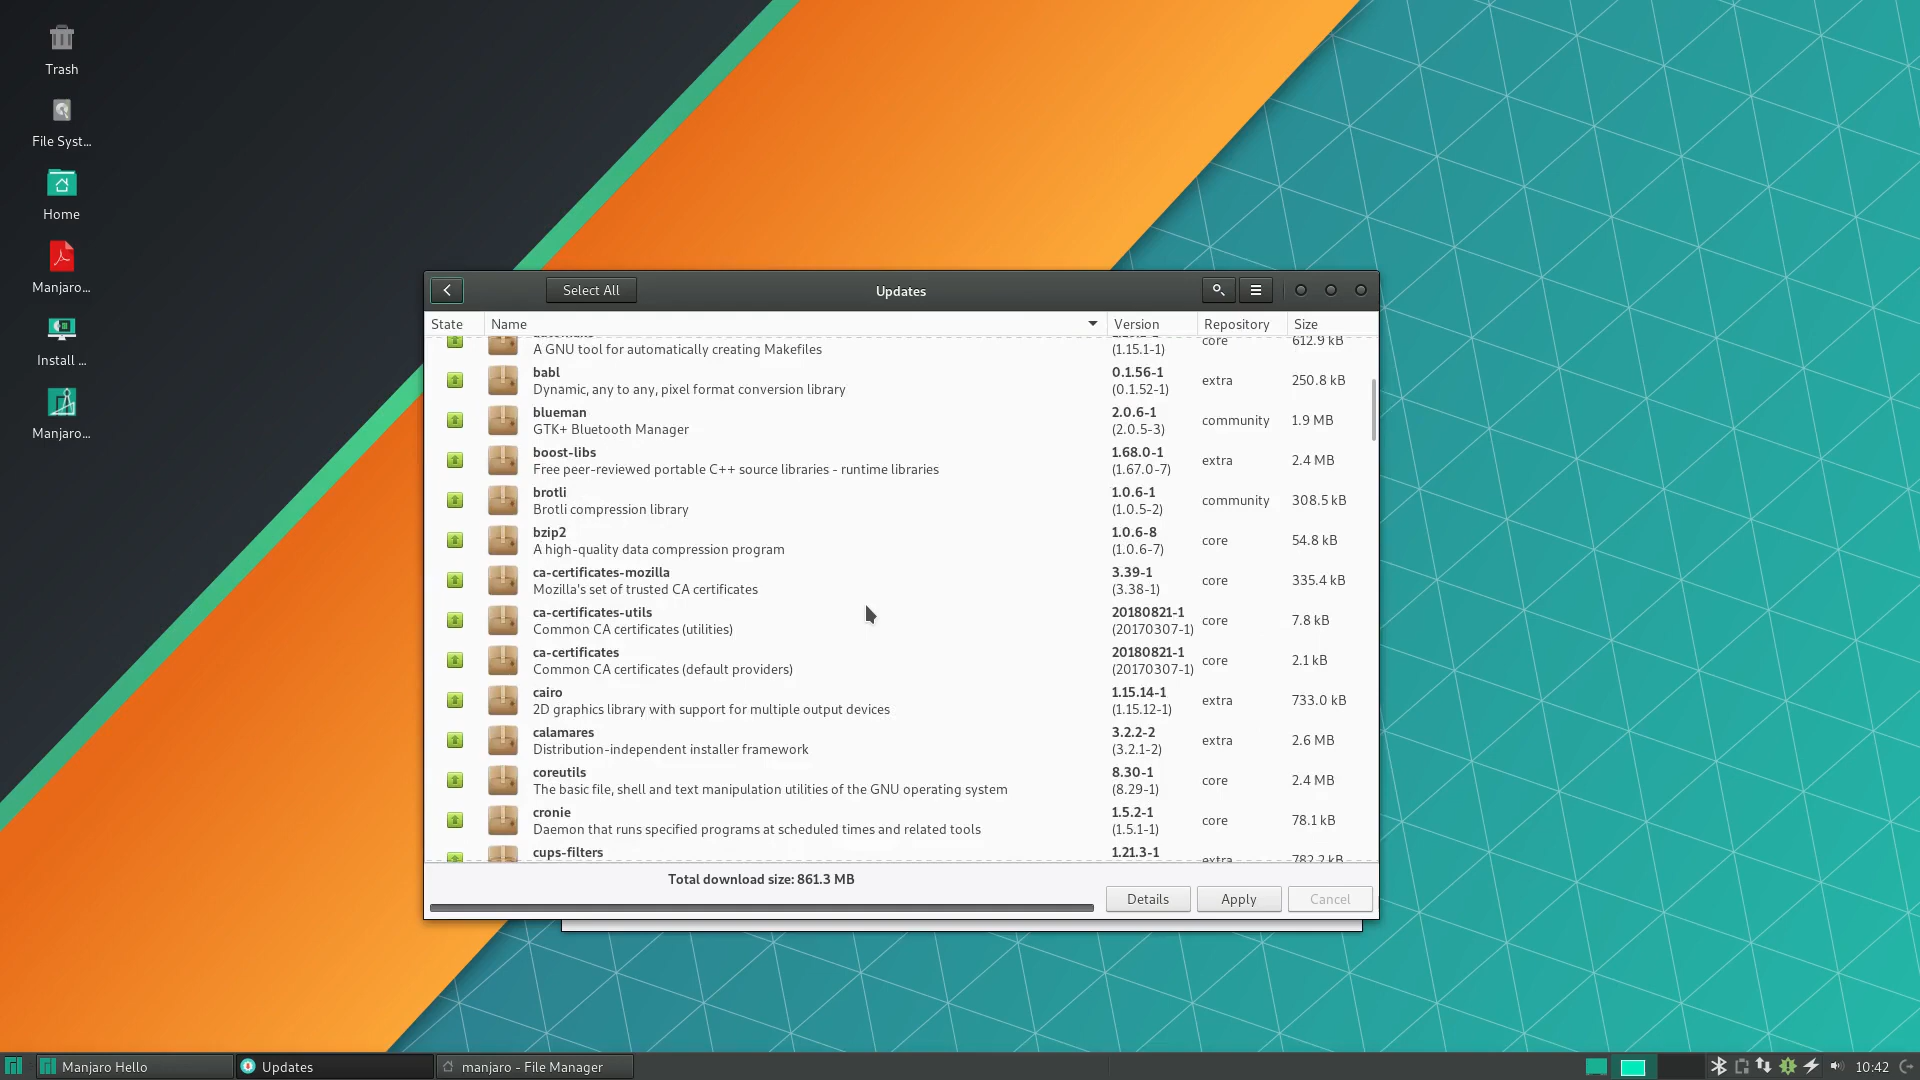 Trash
File Syst...
Home
Manjaro...
Install ...
Manjaro...
Select All
Updates
State Name Version Repository Size
core 612.9 kB
A GNU tool for automatically creating Makefiles (1.15.1-1)
babl 0.1.56-1
extra 250.8 kB
Dynamic, any to any, pixel format conversion library (0.1.52-1)
blueman 2.0.6-1
community 1.9 MB
GTK+ Bluetooth Manager (2.0.5-3)
boost-libs 1.68.0-1
extra 2.4 MB
Free peer-reviewed portable C++ source libraries - runtime libraries (1.67.0-7)
brotli 1.0.6-1
community 308.5 kB
Brotli compression library (1.0.5-2)
bzip2 1.0.6-8
core 54.8 kB
A high-quality data compression program (1.0.6-7)
ca-certificates-mozilla 3.39-1
core 335.4 kB
Mozilla's set of trusted CA certificates (3.38-1)
ca-certificates-utils 20180821-1
core 7.8 kB
Common CA certificates (utilities) (20170307-1)
ca-certificates 20180821-1
core 2.1 kB
Common CA certificates (default providers) (20170307-1)
cairo 1.15.14-1
extra 733.0 kB
2D graphics library with support for multiple output devices (1.15.12-1)
calamares 3.2.2-2
extra 2.6 MB
Distribution-independent installer framework (3.2.1-2)
coreutils 8.30-1
core 2.4 MB
The basic file, shell and text manipulation utilities of the GNU operating system (8.29-1)
cronie 1.5.2-1
core 78.1 kB
Daemon that runs specified programs at scheduled times and related tools (1.5.1-1)
cups-filters 1.21.3-1
extra 782.2 kB
Total download size: 861.3 MB
Details Apply Cancel
Manjaro Hello
Updates
manjaro - File Manager
10:42